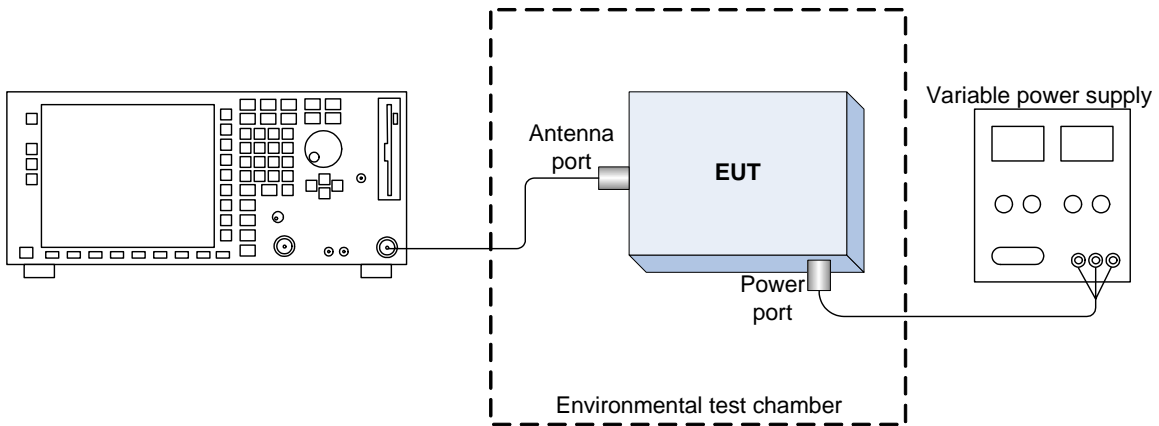 Variable power supply
Antenna
port
EUT
Power
port
Environmental test chamber